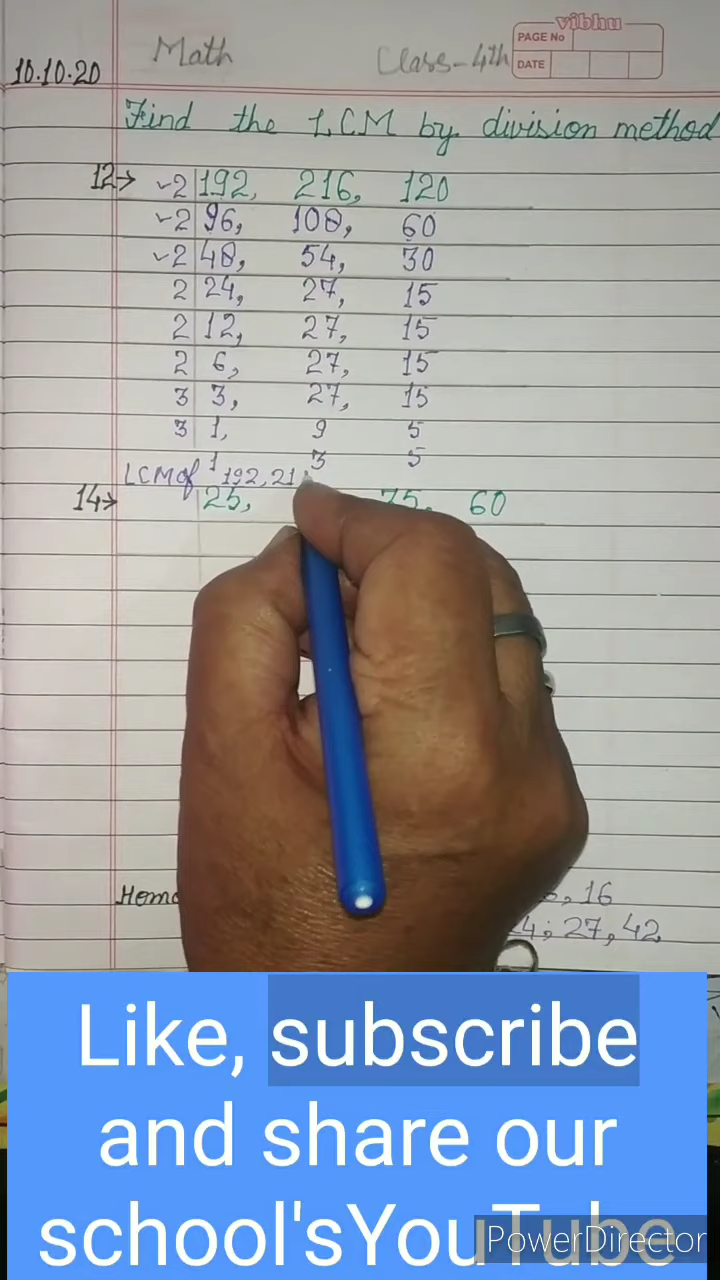 vibhu
PAGE No
DATE
Math Class-4th
10.10.20
Find the LCM by division method
12→ ✓2 192, 216, 120
✓2 96, 108, 60
✓2 48, 54, 30
2 24, 27, 15
2 12, 27, 15
2 6, 27, 15
3 3, 27, 15
3 1, 9 5
1 3 5
LCM of 192, 21
14→ 25, 75, 60
, 16
27, 42
Like, subscribe
and share our
school'sYouTube
PowerDirector